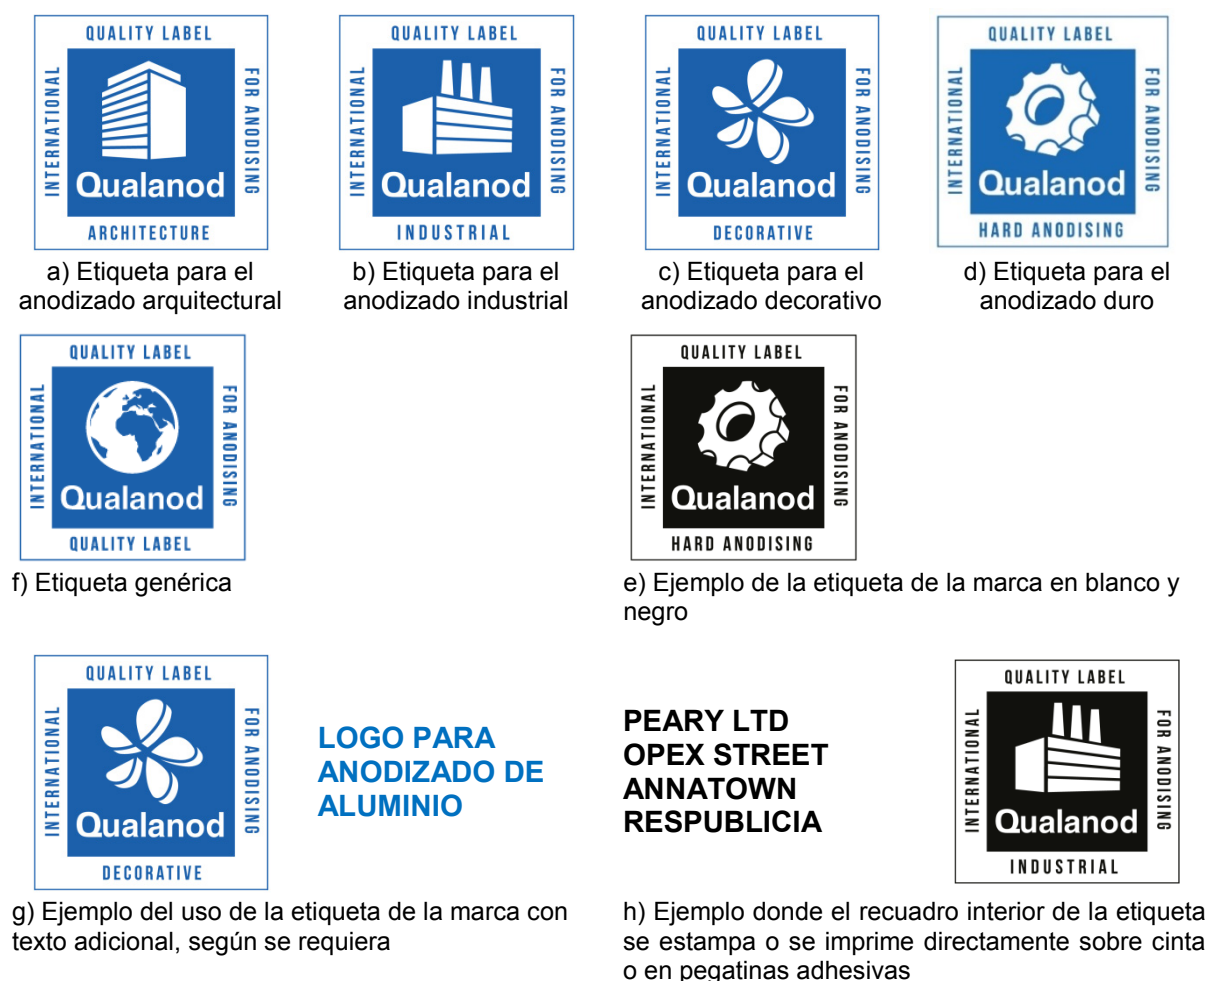 QUALITY LABEL
INTERNATIONAL
FOR ANODISING
Qualanod
ARCHITECTURE
a) Etiqueta para el
anodizado arquitectural
QUALITY LABEL
INTERNATIONAL
FOR ANODISING
Qualanod
INDUSTRIAL
b) Etiqueta para el
anodizado industrial
QUALITY LABEL
INTERNATIONAL
FOR ANODISING
Qualanod
DECORATIVE
c) Etiqueta para el
anodizado decorativo
QUALITY LABEL
INTERNATIONAL
FOR ANODISING
Qualanod
HARD ANODISING
d) Etiqueta para el
anodizado duro
QUALITY LABEL
INTERNATIONAL
FOR ANODISING
Qualanod
QUALITY LABEL
f) Etiqueta genérica
QUALITY LABEL
INTERNATIONAL
FOR ANODISING
Qualanod
HARD ANODISING
e) Ejemplo de la etiqueta de la marca en blanco y
negro
QUALITY LABEL
INTERNATIONAL
FOR ANODISING
Qualanod
DECORATIVE
LOGO PARA
ANODIZADO DE
ALUMINIO
g) Ejemplo del uso de la etiqueta de la marca con
texto adicional, según se requiera
PEARY LTD
OPEX STREET
ANNATOWN
RESPUBLICIA
QUALITY LABEL
INTERNATIONAL
FOR ANODISING
Qualanod
INDUSTRIAL
h) Ejemplo donde el recuadro interior de la etiqueta
se estampa o se imprime directamente sobre cinta
o en pegatinas adhesivas